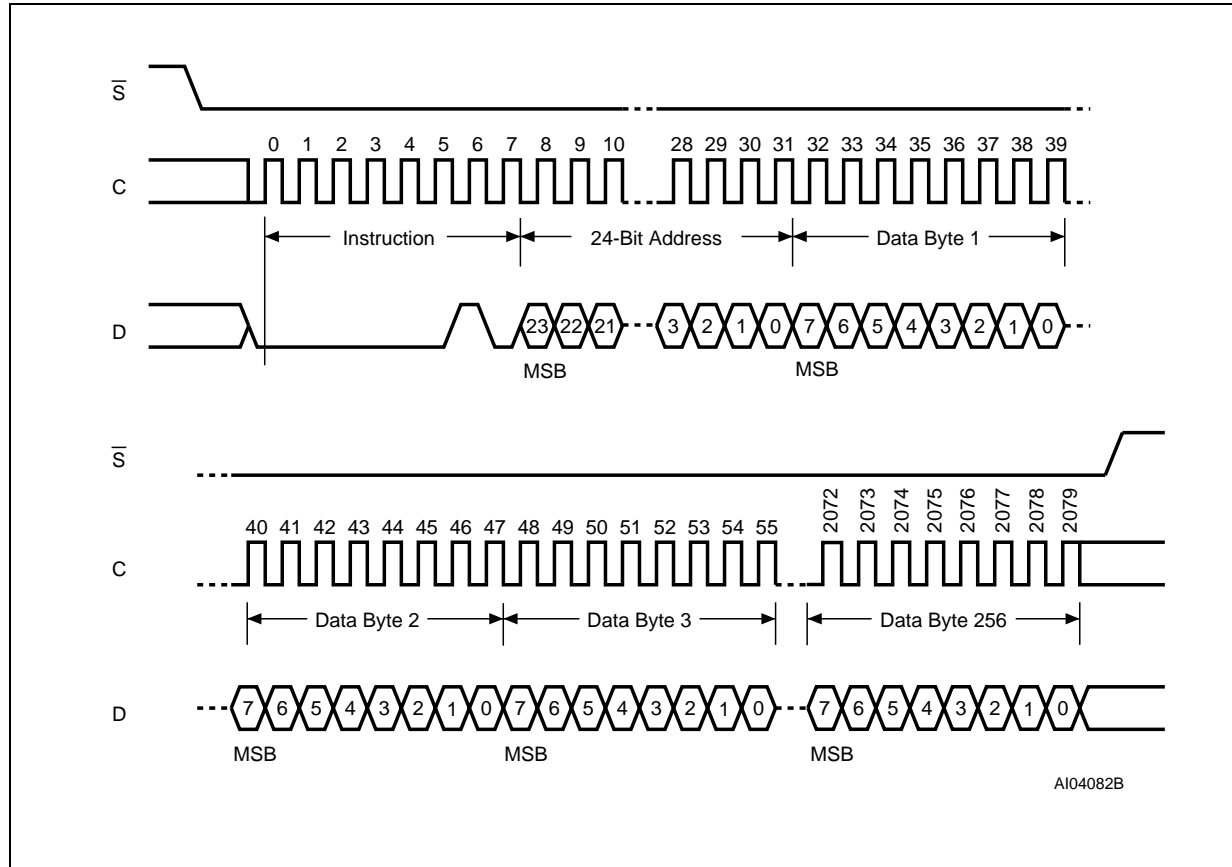 S
0 1 2 3 4 5 6 7 8 9 10 28 29 30 31 32 33 34 35 36 37 38 39
C
Instruction 24-Bit Address Data Byte 1
D
23 22 21 3 2 1 0 7 6 5 4 3 2 1 0
MSB MSB
S
40 41 42 43 44 45 46 47 48 49 50 51 52 53 54 55 2072 2073 2074 2075 2076 2077 2078 2079
C
Data Byte 2 Data Byte 3 Data Byte 256
D
7 6 5 4 3 2 1 0 7 6 5 4 3 2 1 0 7 6 5 4 3 2 1 0
MSB MSB MSB
AI04082B